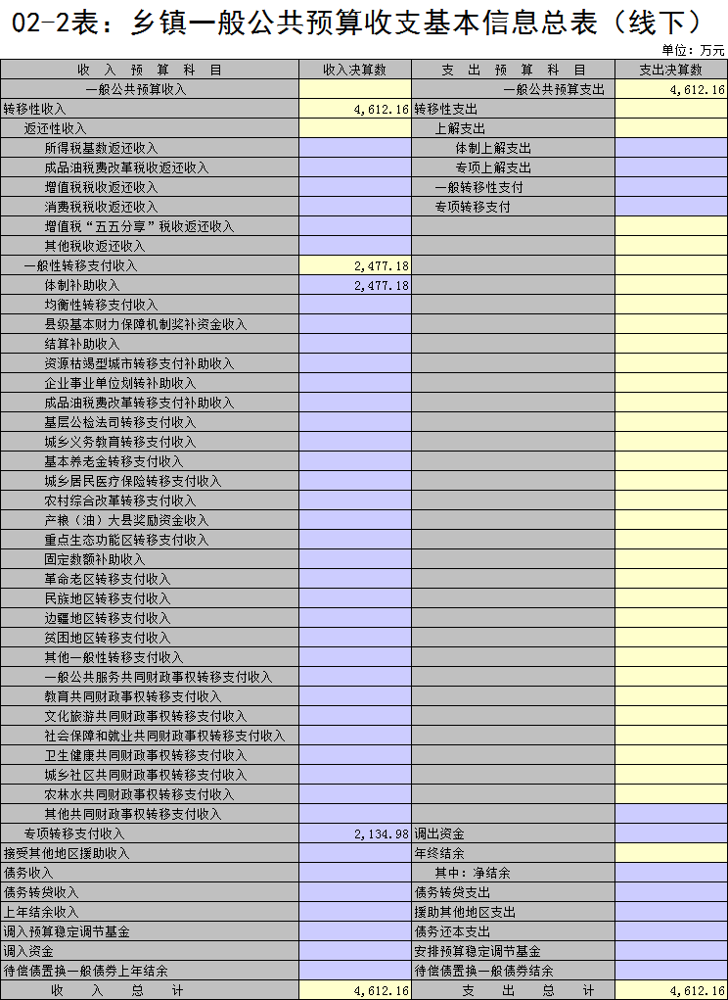 02-2表：乡镇一般公共预算收支基本信息总表（线下）
单位：万元
收 入 预 算 科 目 收入决算数 支 出 预 算 科 目 支出决算数
一般公共预算收入 一般公共预算支出 4,612.16
转移性收入 4,612.16 转移性支出
返还性收入 上解支出
所得税基数返还收入 体制上解支出
成品油税费改革税收返还收入 专项上解支出
增值税税收返还收入 一般转移性支付
消费税税收返还收入 专项转移支付
增值税“五五分享”税收返还收入
其他税收返还收入
一般性转移支付收入 2,477.18
体制补助收入 2,477.18
均衡性转移支付收入
县级基本财力保障机制奖补资金收入
结算补助收入
资源枯竭型城市转移支付补助收入
企业事业单位划转补助收入
成品油税费改革转移支付补助收入
基层公检法司转移支付收入
城乡义务教育转移支付收入
基本养老金转移支付收入
城乡居民医疗保险转移支付收入
农村综合改革转移支付收入
产粮（油）大县奖励资金收入
重点生态功能区转移支付收入
固定数额补助收入
革命老区转移支付收入
民族地区转移支付收入
边疆地区转移支付收入
贫困地区转移支付收入
其他一般性转移支付收入
一般公共服务共同财政事权转移支付收入
教育共同财政事权转移支付收入
文化旅游共同财政事权转移支付收入
社会保障和就业共同财政事权转移支付收入
卫生健康共同财政事权转移支付收入
城乡社区共同财政事权转移支付收入
农林水共同财政事权转移支付收入
其他共同财政事权转移支付收入
专项转移支付收入 2,134.98 调出资金
接受其他地区援助收入 年终结余
债务收入 其中：净结余
债务转贷收入 债务转贷支出
上年结余收入 援助其他地区支出
调入预算稳定调节基金 债务还本支出
调入资金 安排预算稳定调节基金
待偿债置换一般债券上年结余 待偿债置换一般债券结余
收 入 总 计 4,612.16 支 出 总 计 4,612.16